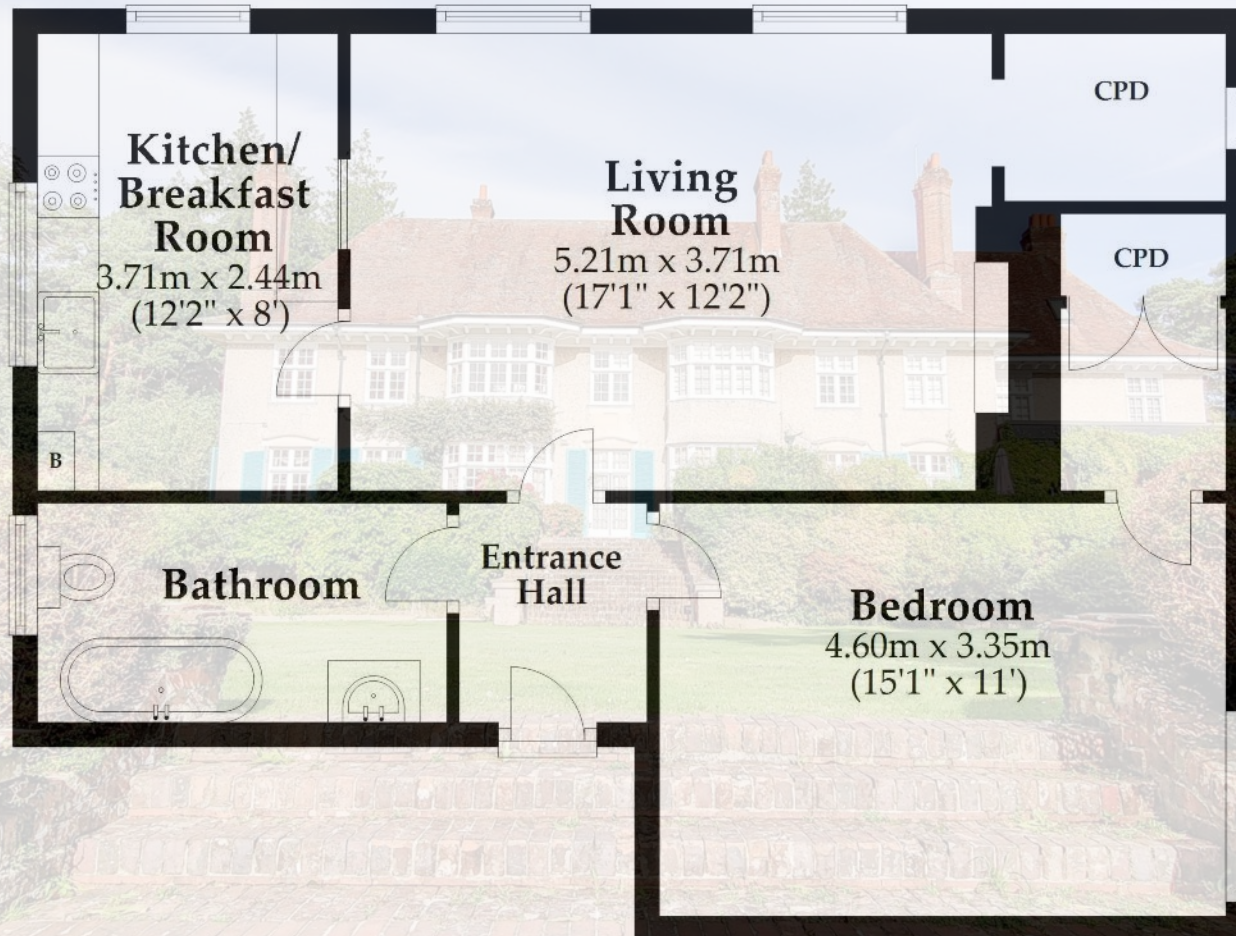 Kitchen/
Breakfast
Room
3.71m x 2.44m
(12'2" x 8')
Living
Room
5.21m x 3.71m
(17'1" x 12'2")
CPD
CPD
B
Bathroom
Entrance
Hall
Bedroom
4.60m x 3.35m
(15'1" x 11')